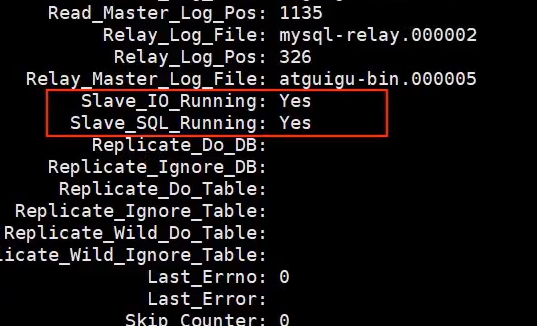 Read_Master_Log_Pos: 1135
Relay_Log_File: mysql-relay.000002
Relay_Log_Pos: 326
Relay_Master_Log_File: atguigu-bin.000005
Slave_IO_Running: Yes
Slave_SQL_Running: Yes
Replicate_Do_DB:
Replicate_Ignore_DB:
Replicate_Do_Table:
Replicate_Ignore_Table:
Replicate_Wild_Do_Table:
licate_Wild_Ignore_Table:
Last_Errno: 0
Last_Error:
Skip_Counter: 0